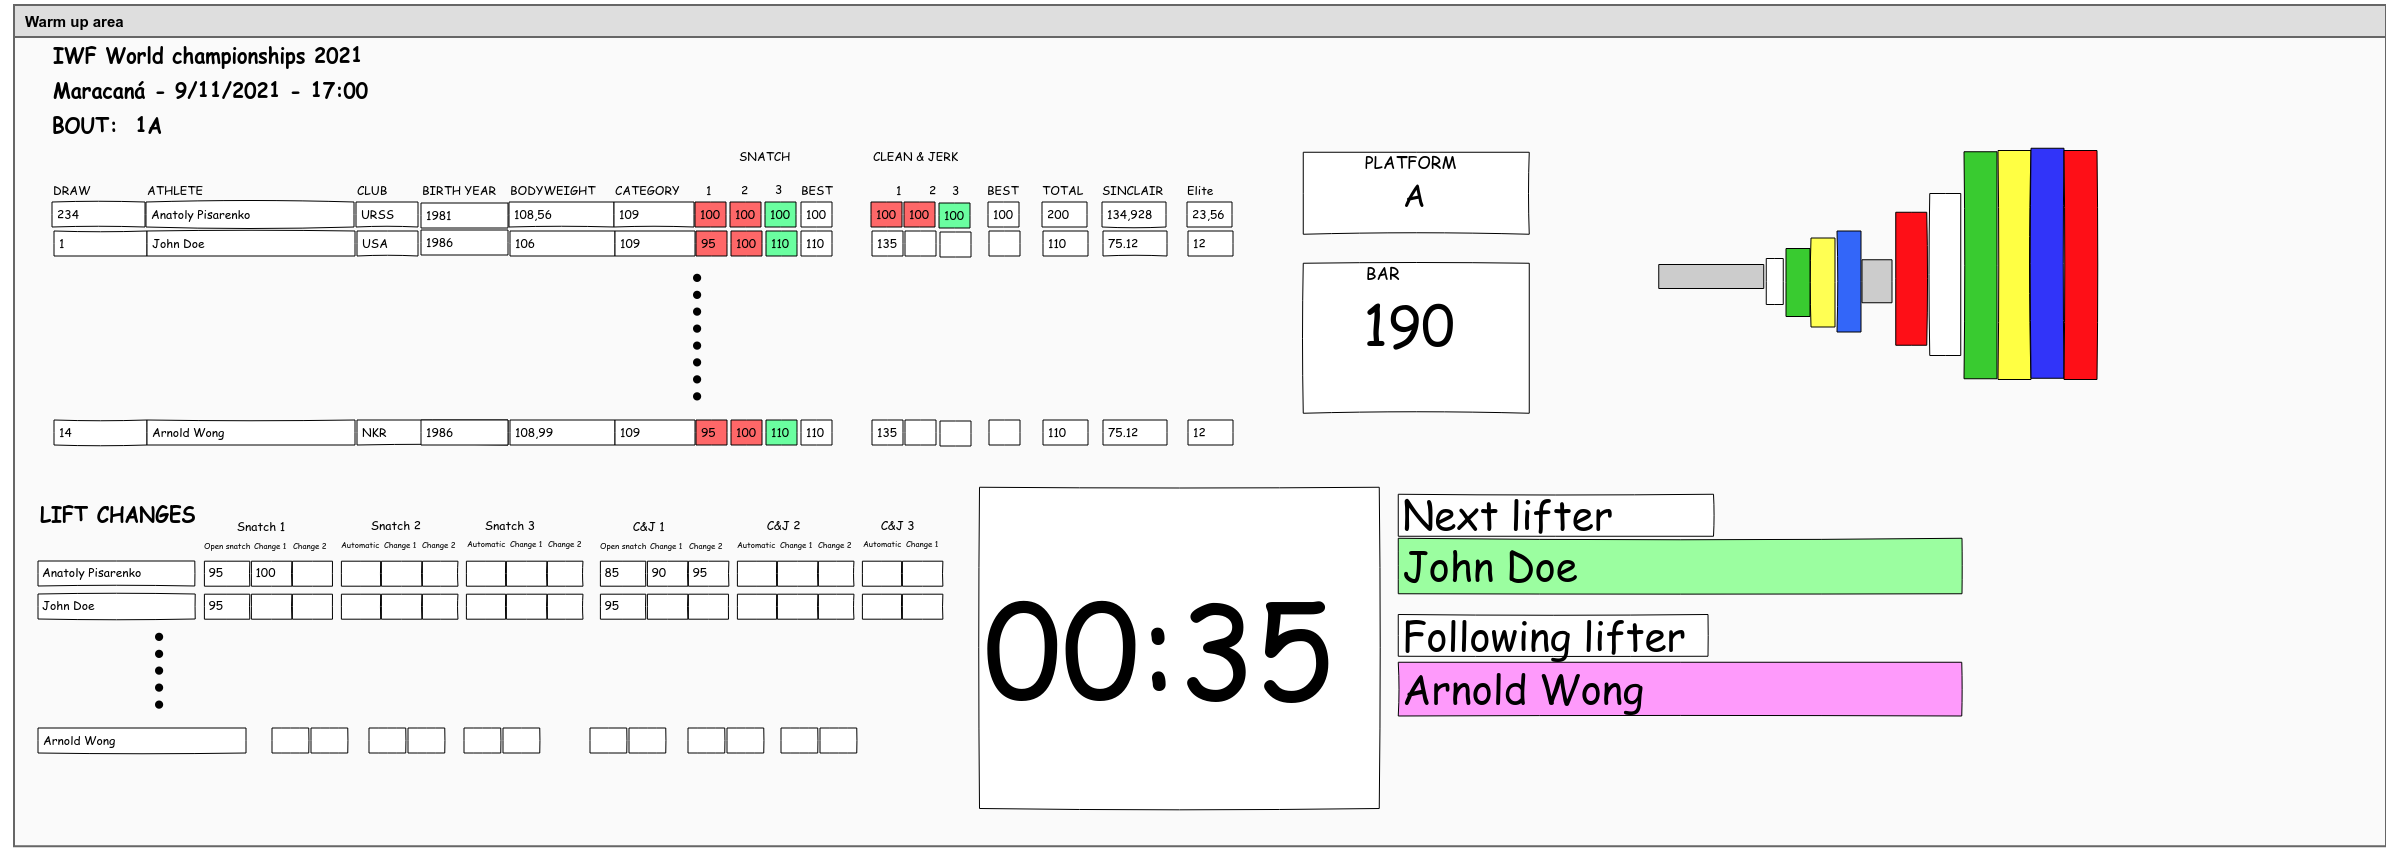 Warm up area
IWF World championships 2021
Maracaná - 9/11/2021 - 17:00
BOUT: 1A
SNATCH CLEAN & JERK
DRAW ATHLETE CLUB BIRTH YEAR BODYWEIGHT CATEGORY 1 2 3 BEST 1 2 3 BEST TOTAL SINCLAIR Elite
234 Anatoly Pisarenko URSS 1981 108,56 109 100 100 100 100 100 100 100 100 200 134,928 23,56
1 John Doe USA 1986 106 109 95 100 110 110 135 110 75.12 12
14 Arnold Wong NKR 1986 108,99 109 95 100 110 110 135 110 75.12 12
PLATFORM
A
BAR
190
LIFT CHANGES
Snatch 1 Snatch 2 Snatch 3 C&J 1 C&J 2 C&J 3
Open snatch Change 1 Change 2 Automatic Change 1 Change 2 Automatic Change 1 Change 2 Open snatch Change 1 Change 2 Automatic Change 1 Change 2 Automatic Change 1
Anatoly Pisarenko 95 100 85 90 95
John Doe 95 95
Arnold Wong
00:35
Next lifter
John Doe
Following lifter
Arnold Wong